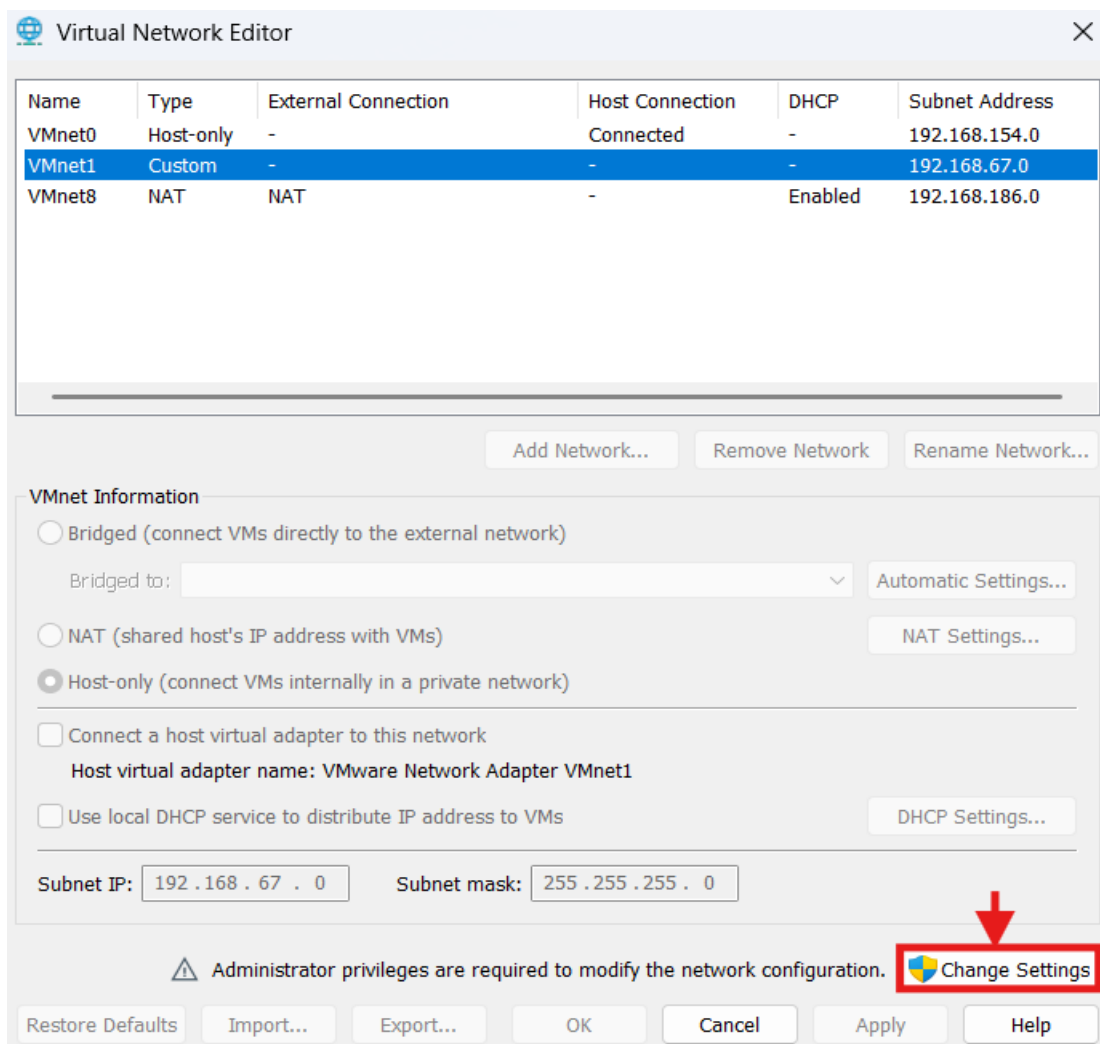 Virtual Network Editor
Name Type External Connection Host Connection DHCP Subnet Address
VMnet0 Host-only - Connected - 192.168.154.0
VMnet1 Custom - - - 192.168.67.0
VMnet8 NAT NAT - Enabled 192.168.186.0
Add Network... Remove Network Rename Network...
VMnet Information
Bridged (connect VMs directly to the external network)
Bridged to: Automatic Settings...
NAT (shared host's IP address with VMs) NAT Settings...
Host-only (connect VMs internally in a private network)
Connect a host virtual adapter to this network
Host virtual adapter name: VMware Network Adapter VMnet1
Use local DHCP service to distribute IP address to VMs DHCP Settings...
Subnet IP: 192 . 168 . 67 . 0 Subnet mask: 255 . 255 . 255 . 0
Administrator privileges are required to modify the network configuration. Change Settings
Restore Defaults Import... Export... OK Cancel Apply Help